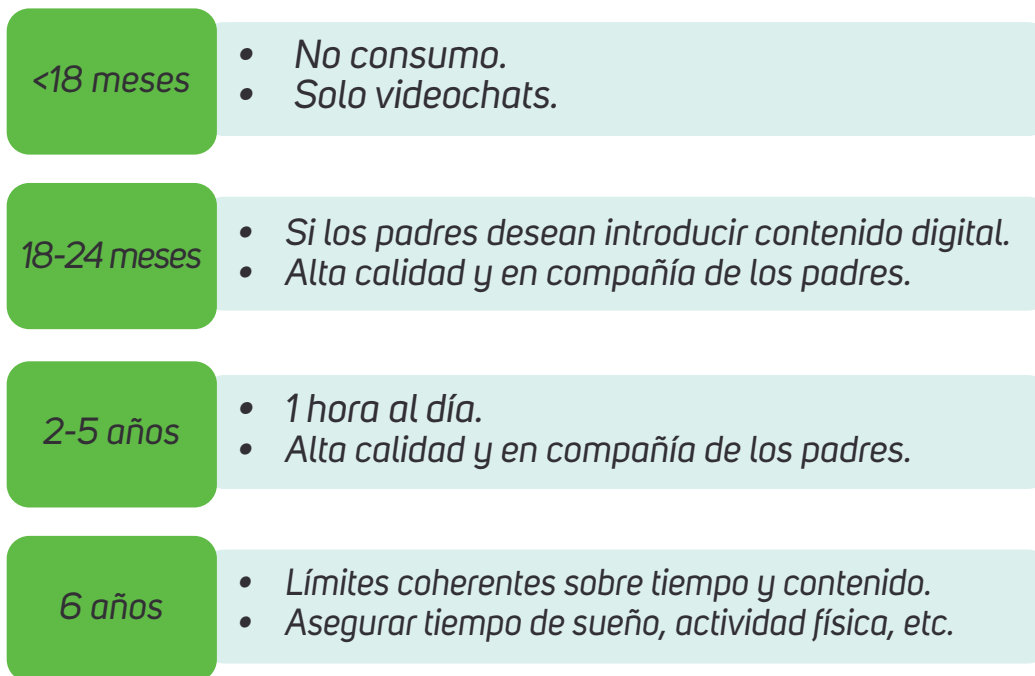 <18 meses
• No consumo.
• Solo videochats.
18-24 meses
• Si los padres desean introducir contenido digital.
• Alta calidad y en compañía de los padres.
2-5 años
• 1 hora al día.
• Alta calidad y en compañía de los padres.
6 años
• Límites coherentes sobre tiempo y contenido.
• Asegurar tiempo de sueño, actividad física, etc.